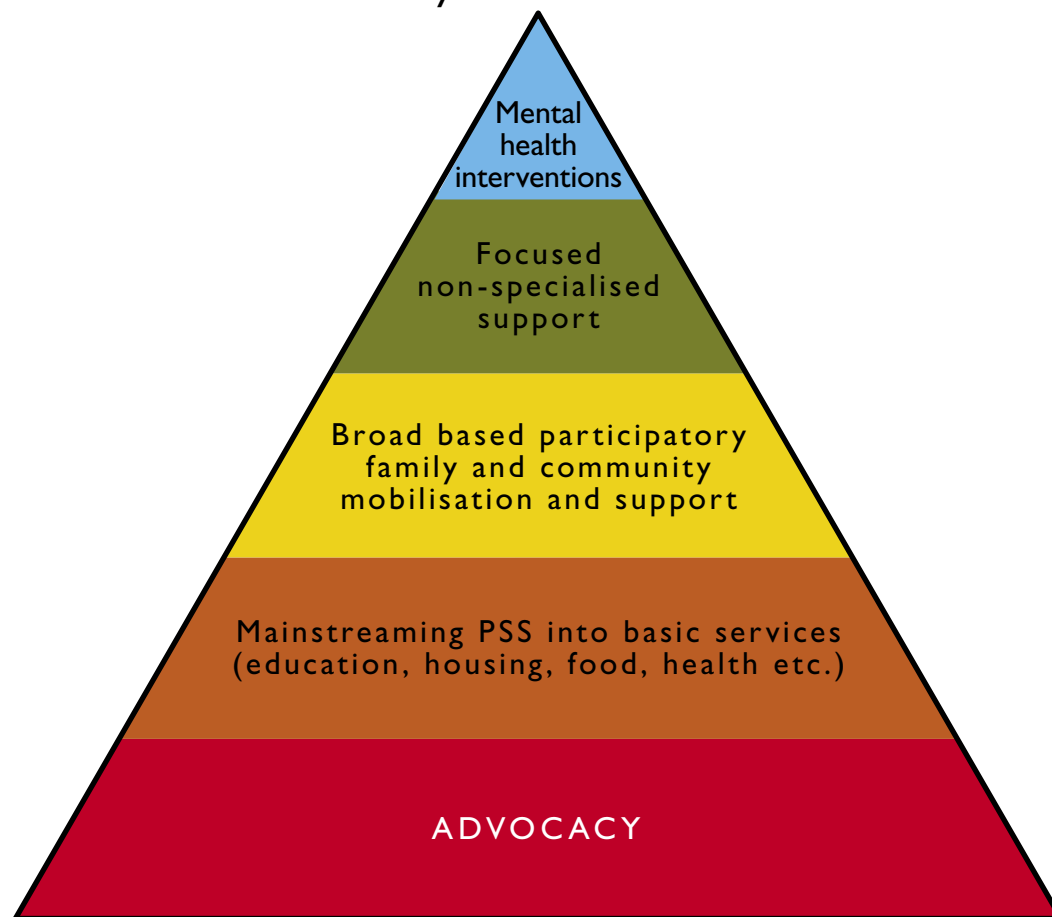 Mental
health
interventions
Focused
non-specialised
support
Broad based participatory
family and community
mobilisation and support
Mainstreaming PSS into basic services
(education, housing, food, health etc.)
ADVOCACY